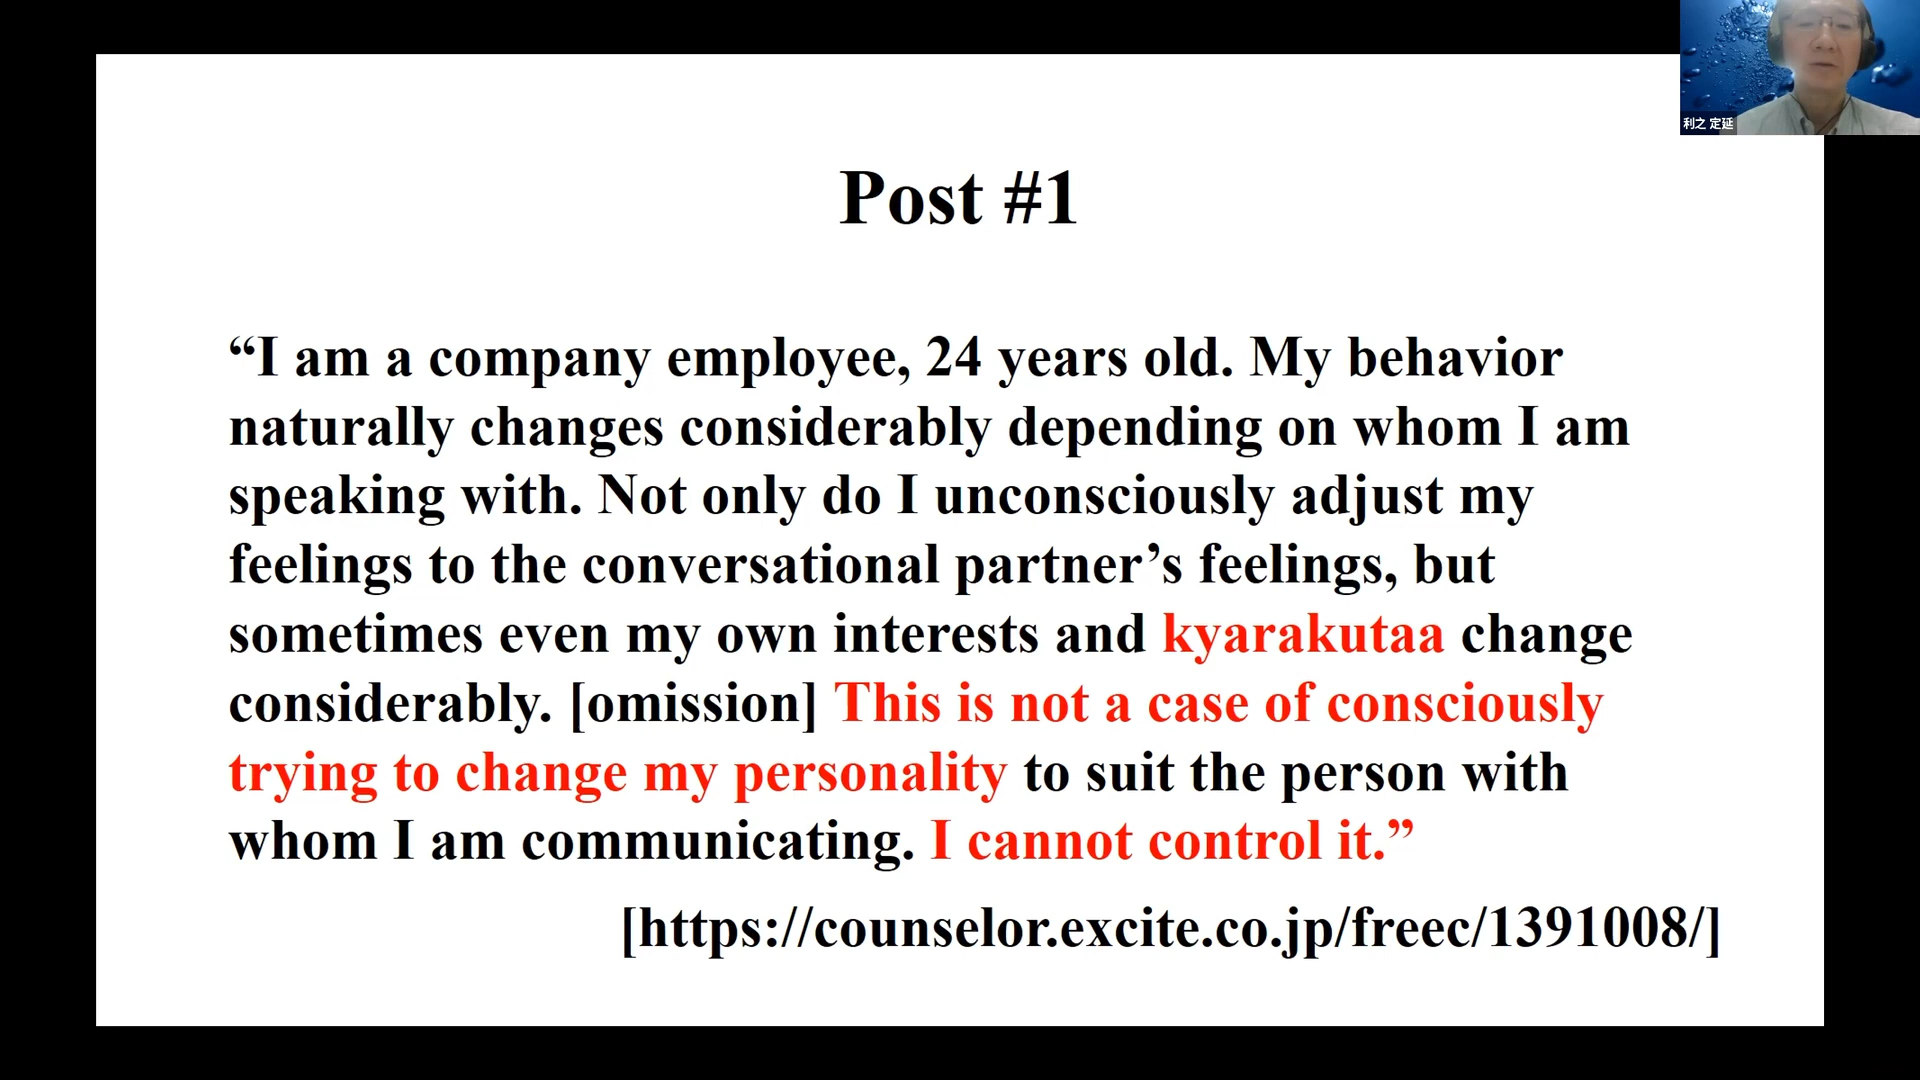 利之 定延
Post #1
“I am a company employee, 24 years old. My behavior
naturally changes considerably depending on whom I am
speaking with. Not only do I unconsciously adjust my
feelings to the conversational partner’s feelings, but
sometimes even my own interests and kyarakutaa change
considerably. [omission] This is not a case of consciously
trying to change my personality to suit the person with
whom I am communicating. I cannot control it.”
[https://counselor.excite.co.jp/freec/1391008/]